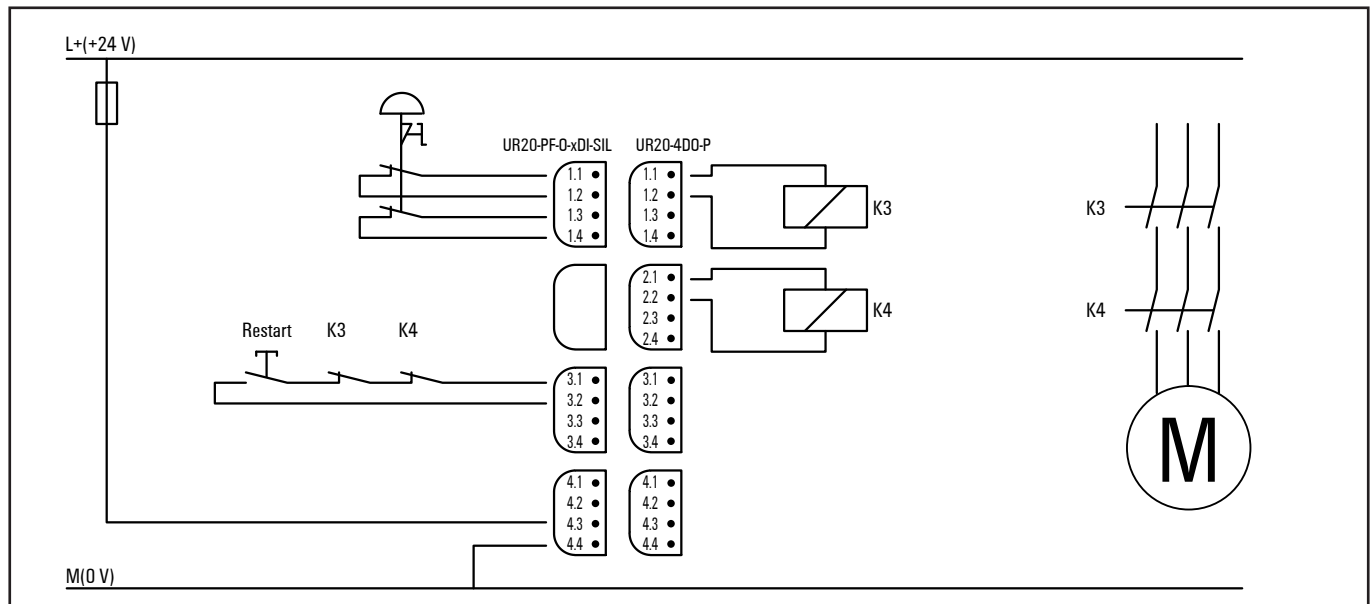 L+(+24 V)
UR20-PF-O-xDI-SIL
UR20-4DO-P
1.1
1.2
1.3
1.4
1.1
1.2
1.3
1.4
K3
2.1
2.2
2.3
2.4
K4
Restart K3 K4
3.1
3.2
3.3
3.4
3.1
3.2
3.3
3.4
4.1
4.2
4.3
4.4
4.1
4.2
4.3
4.4
K3
K4
M
M(0 V)